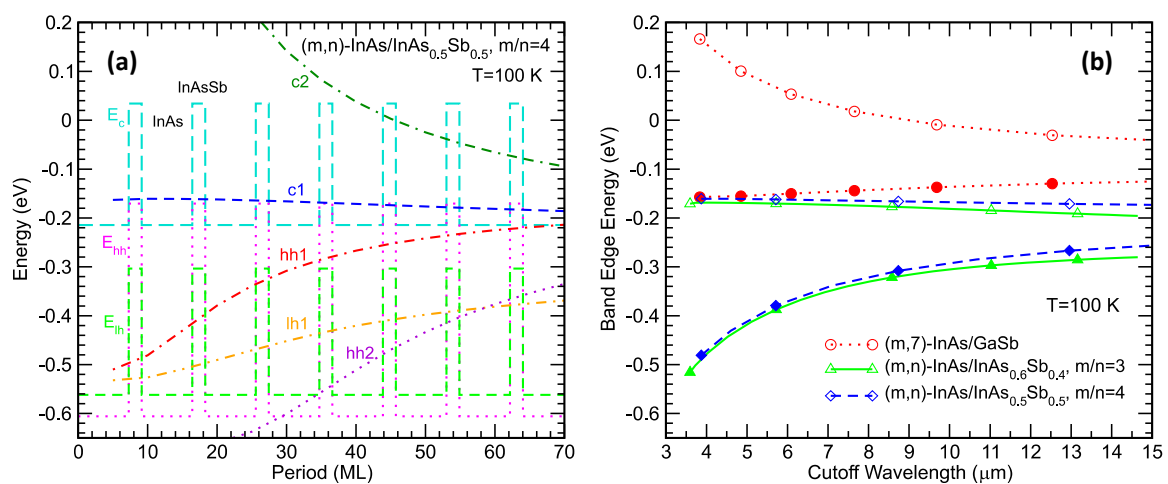 (a)
(m,n)-InAs/InAs0.5Sb0.5, m/n=4
T=100 K
c2
InAsSb
InAs
Ec
c1
Ehh
hh1
Elh
lh1
hh2
0.2
0.1
0
-0.1
-0.2
-0.3
-0.4
-0.5
-0.6
Energy (eV)
0 10 20 30 40 50 60 70
Period (ML)
(b)
0.2
0.1
0
-0.1
-0.2
-0.3
-0.4
-0.5
-0.6
Band Edge Energy (eV)
T=100 K
(m,7)-InAs/GaSb
(m,n)-InAs/InAs0.6Sb0.4, m/n=3
(m,n)-InAs/InAs0.5Sb0.5, m/n=4
3 4 5 6 7 8 9 10 11 12 13 14 15
Cutoff Wavelength (μm)